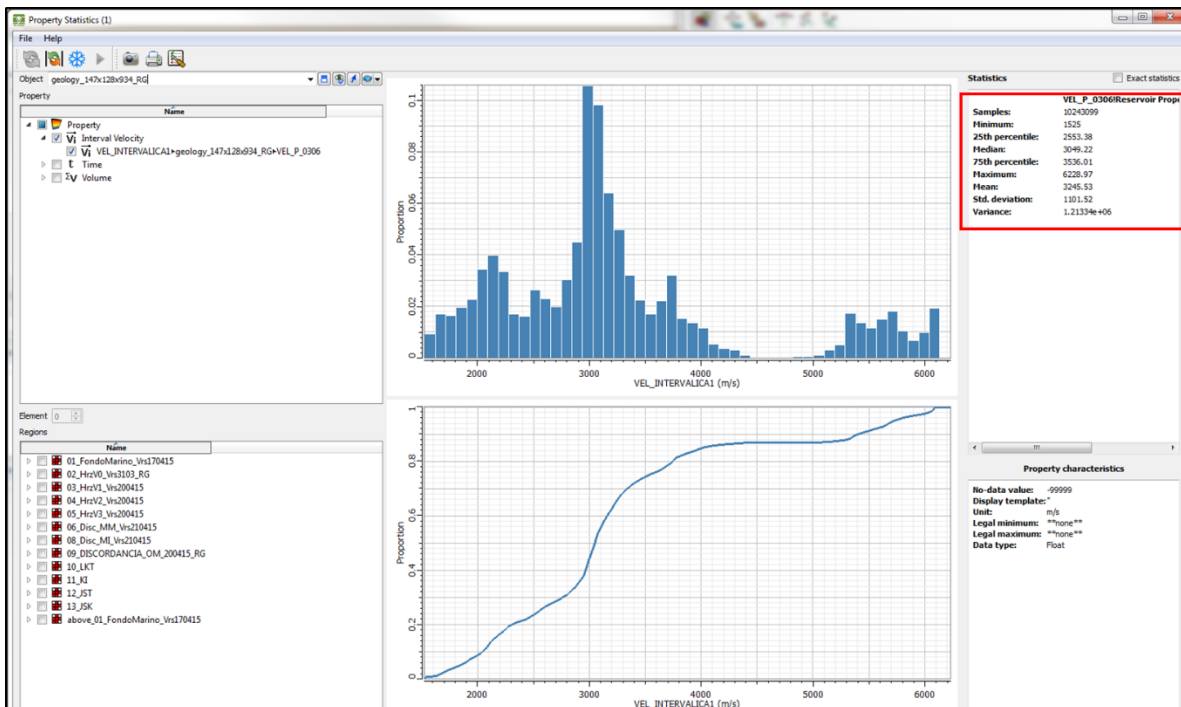 Property Statistics (1)
File Help
Object geology_147x128x934_RG
Property
Name
Property
Vi Interval Velocity
Vi VEL_INTERVALICA1▸geology_147x128x934_RG▸VEL_P_0306
t Time
ΣV Volume
Element 0
Regions
Name
01_FondoMarino_Vrs170415
02_HrzV0_Vrs3103_RG
03_HrzV1_Vrs200415
04_HrzV2_Vrs200415
05_HrzV3_Vrs200415
06_Disc_MM_Vrs210415
08_Disc_MI_Vrs210415
09_DISCORDANCIA_OM_200415_RG
10_LKT
11_KI
12_JST
13_JSK
above_01_FondoMarino_Vrs170415
Proportion
0.1
0.08
0.06
0.04
0.02
0
2000 3000 4000 5000 6000
VEL_INTERVALICA1 (m/s)
Proportion
1
0.8
0.6
0.4
0.2
0
2000 3000 4000 5000 6000
VEL_INTERVALICA1 (m/s)
Statistics Exact statistics
VEL_P_0306!Reservoir Prope
Samples: 10243099
Minimum: 1525
25th percentile: 2553.38
Median: 3049.22
75th percentile: 3536.01
Maximum: 6228.97
Mean: 3245.53
Std. deviation: 1101.52
Variance: 1.21334e+06
Property characteristics
No-data value: -99999
Display template: *
Unit: m/s
Legal minimum: **none**
Legal maximum: **none**
Data type: Float